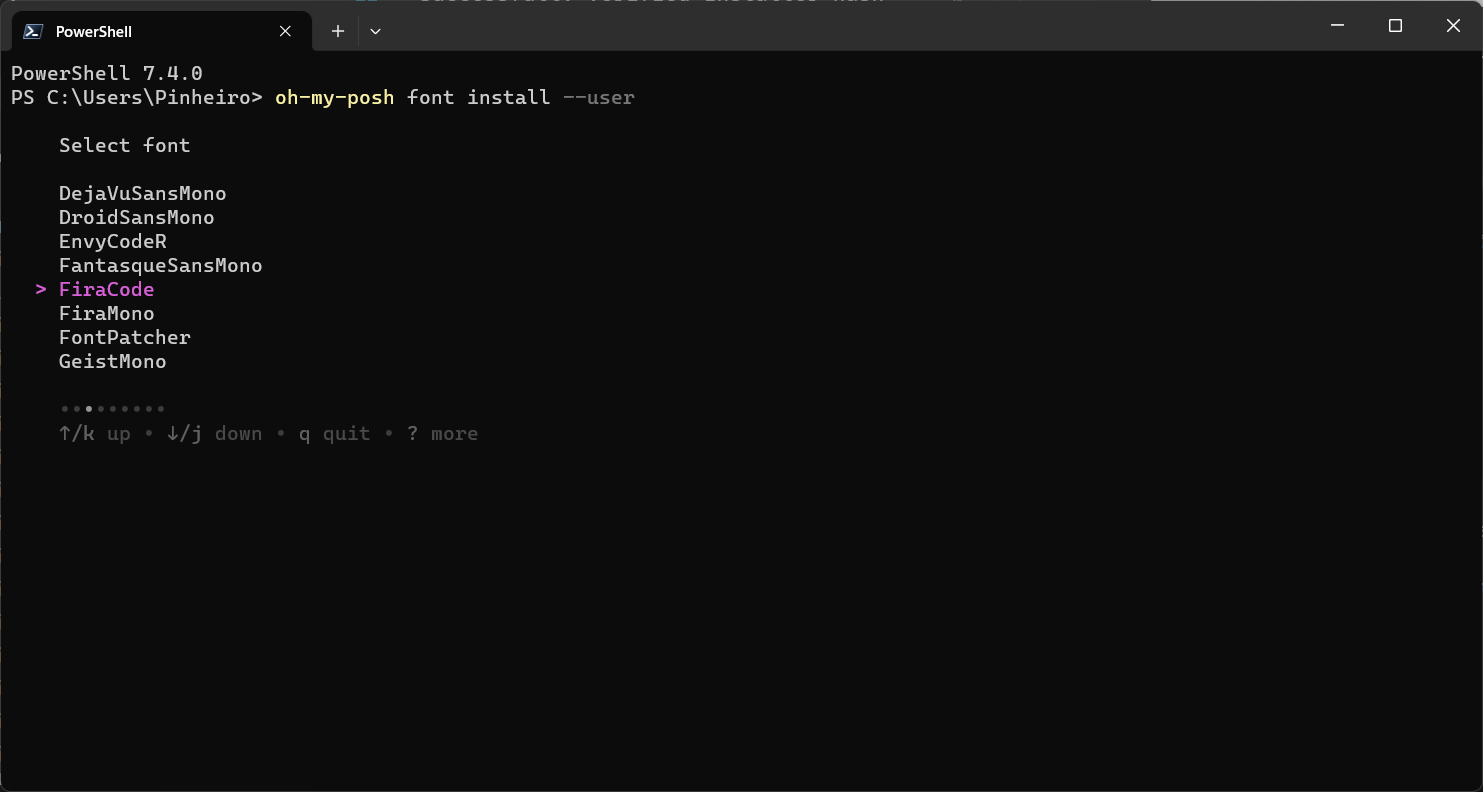 PowerShell
PowerShell 7.4.0
PS C:\Users\Pinheiro> oh-my-posh font install --user
Select font
DejaVuSansMono
DroidSansMono
EnvyCodeR
FantasqueSansMono
> FiraCode
FiraMono
FontPatcher
GeistMono
•••••••••
↑/k up • ↓/j down • q quit • ? more